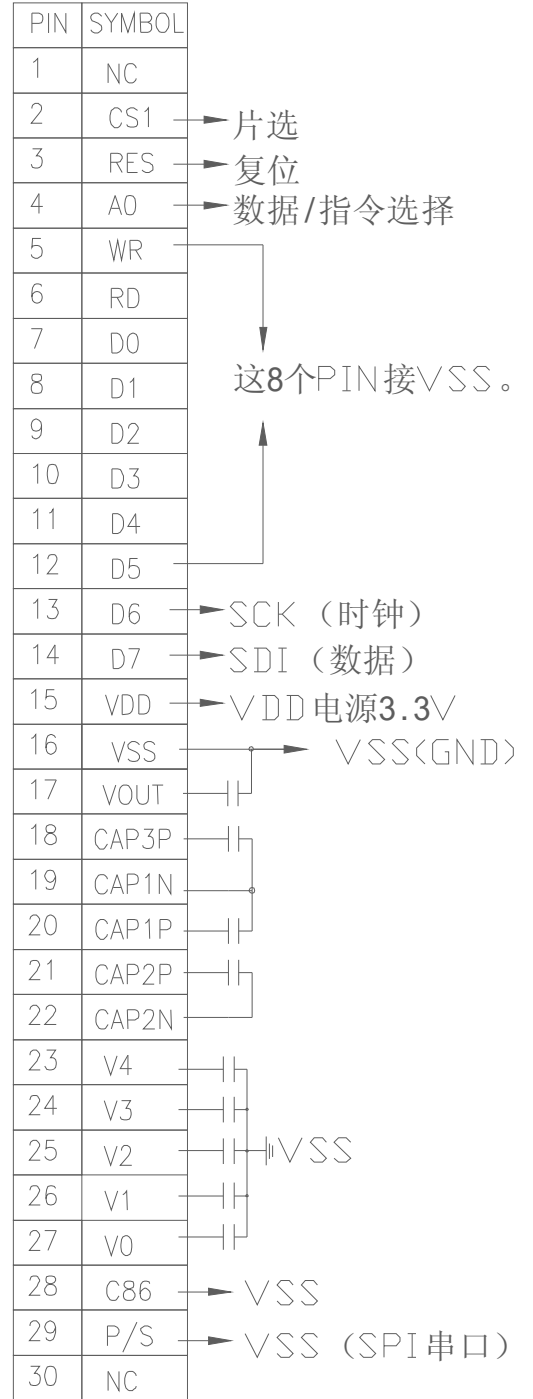 PIN SYMBOL
1 NC
2 CS1 片选
3 RES 复位
4 A0 数据/指令选择
5 WR
6 RD
7 D0
8 D1 这8个PIN接VSS。
9 D2
10 D3
11 D4
12 D5
13 D6 SCK（时钟）
14 D7 SDI（数据）
15 VDD VDD电源3.3V
16 VSS VSS(GND)
17 VOUT
18 CAP3P
19 CAP1N
20 CAP1P
21 CAP2P
22 CAP2N
23 V4
24 V3
25 V2 VSS
26 V1
27 V0
28 C86 VSS
29 P/S VSS（SPI串口）
30 NC